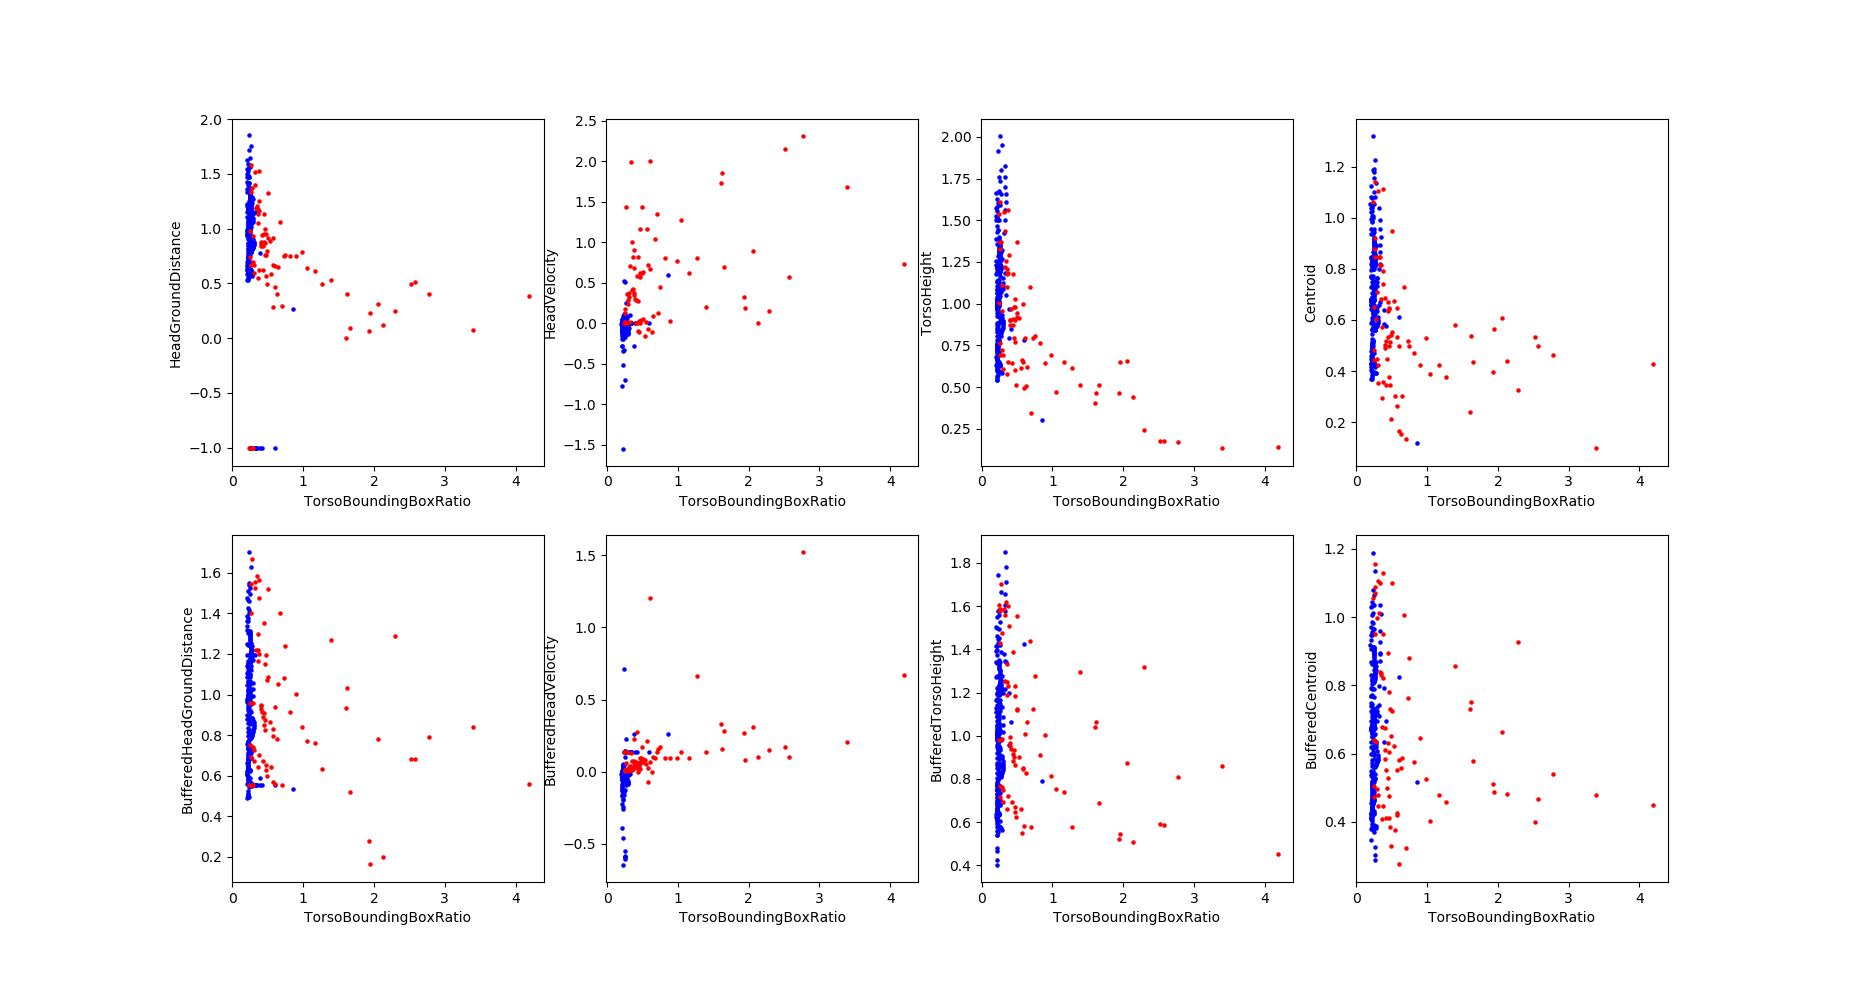 HeadGroundDistance
2.0
1.5
1.0
0.5
0.0
−0.5
−1.0
0 1 2 3 4
TorsoBoundingBoxRatio
HeadVelocity
2.5
2.0
1.5
1.0
0.5
0.0
−0.5
−1.0
−1.5
0 1 2 3 4
TorsoBoundingBoxRatio
TorsoHeight
2.00
1.75
1.50
1.25
1.00
0.75
0.50
0.25
0 1 2 3 4
TorsoBoundingBoxRatio
Centroid
1.2
1.0
0.8
0.6
0.4
0.2
0 1 2 3 4
TorsoBoundingBoxRatio
BufferedHeadGroundDistance
1.6
1.4
1.2
1.0
0.8
0.6
0.4
0.2
0 1 2 3 4
TorsoBoundingBoxRatio
BufferedHeadVelocity
1.5
1.0
0.5
0.0
−0.5
0 1 2 3 4
TorsoBoundingBoxRatio
BufferedTorsoHeight
1.8
1.6
1.4
1.2
1.0
0.8
0.6
0.4
0 1 2 3 4
TorsoBoundingBoxRatio
BufferedCentroid
1.2
1.0
0.8
0.6
0.4
0 1 2 3 4
TorsoBoundingBoxRatio